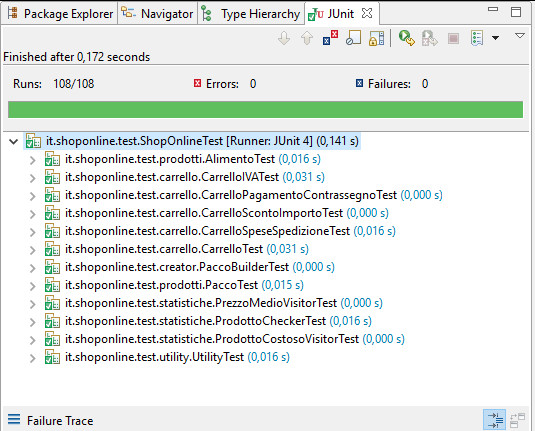 Package Explorer Navigator Type Hierarchy JUnit
Finished after 0,172 seconds
Runs: 108/108 Errors: 0 Failures: 0
it.shoponline.test.ShopOnlineTest [Runner: JUnit 4] (0,141 s)
it.shoponline.test.prodotti.AlimentoTest (0,016 s)
it.shoponline.test.carrello.CarrelloIVATest (0,031 s)
it.shoponline.test.carrello.CarrelloPagamentoContrassegnoTest (0,000 s)
it.shoponline.test.carrello.CarrelloScontoImportoTest (0,000 s)
it.shoponline.test.carrello.CarrelloSpeseSpedizioneTest (0,016 s)
it.shoponline.test.carrello.CarrelloTest (0,031 s)
it.shoponline.test.creator.PaccoBuilderTest (0,000 s)
it.shoponline.test.prodotti.PaccoTest (0,015 s)
it.shoponline.test.statistiche.PrezzoMedioVisitorTest (0,000 s)
it.shoponline.test.statistiche.ProdottoCheckerTest (0,016 s)
it.shoponline.test.statistiche.ProdottoCostosoVisitorTest (0,000 s)
it.shoponline.test.utility.UtilityTest (0,016 s)
Failure Trace